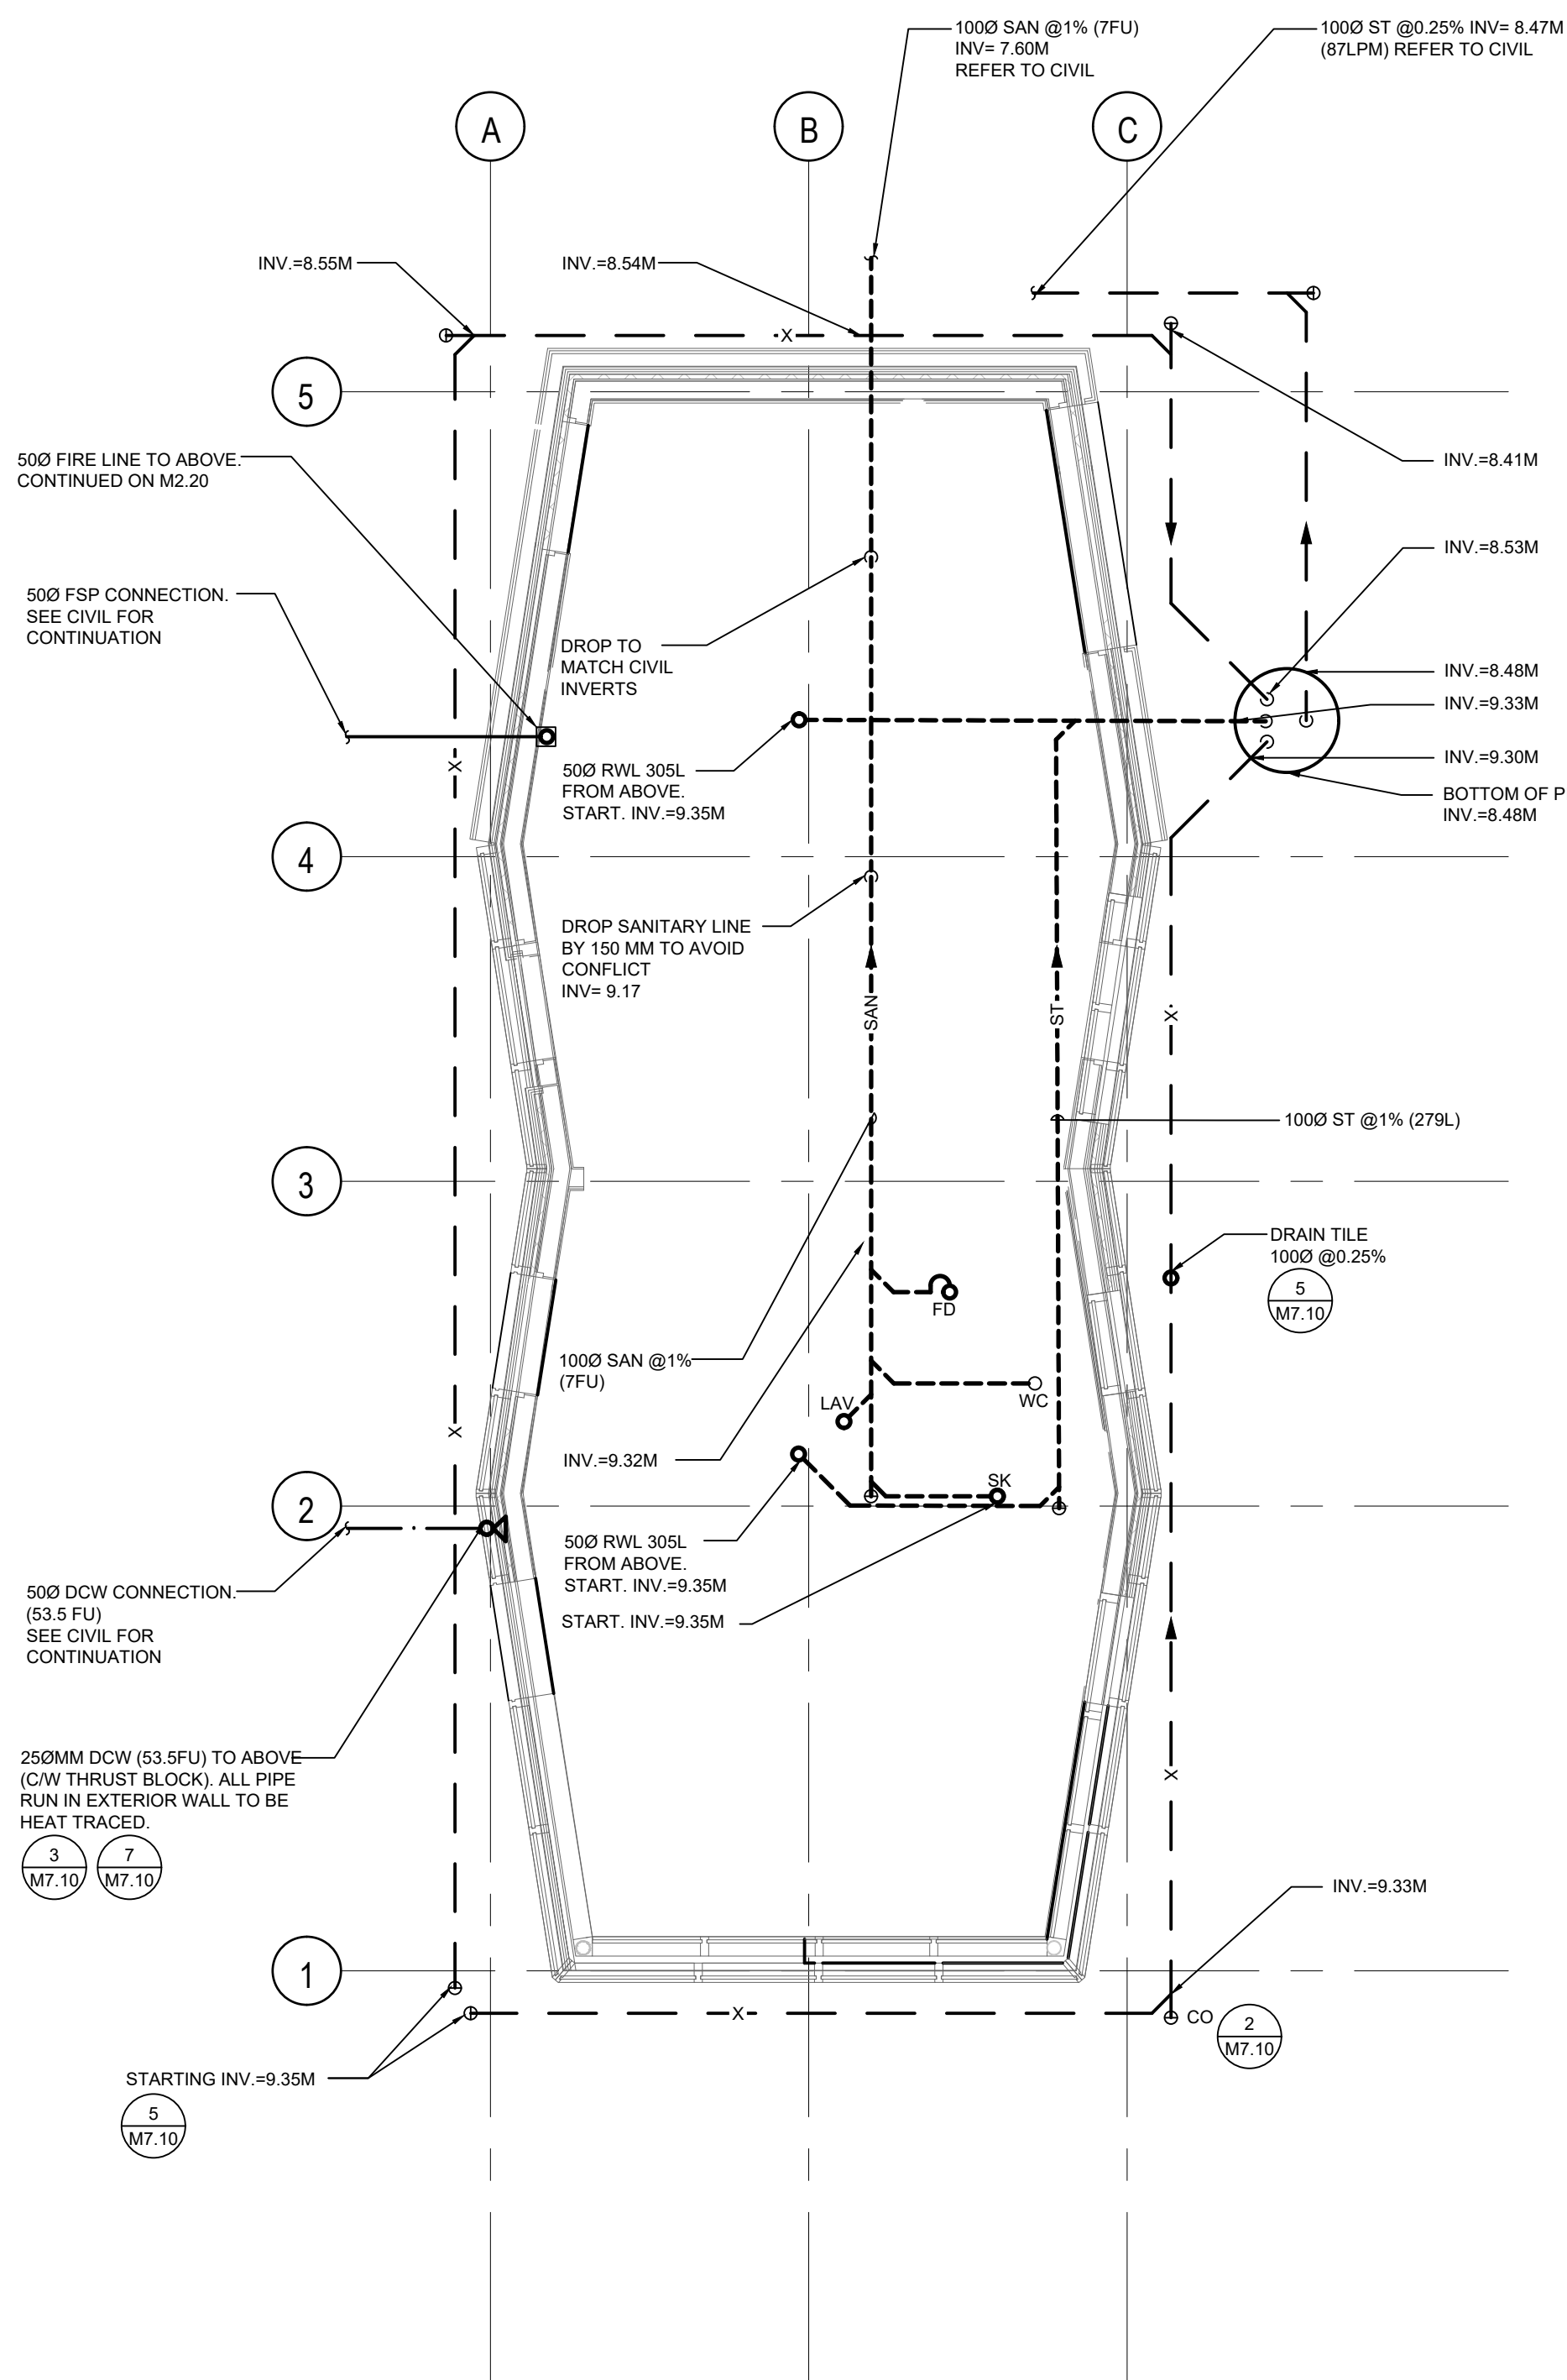 100Ø SAN @1% (7FU)
INV= 7.60M
REFER TO CIVIL
100Ø ST @0.25% INV= 8.47M
(87LPM) REFER TO CIVIL
A
B
C
INV.=8.55M
INV.=8.54M
X
5
50Ø FIRE LINE TO ABOVE.
CONTINUED ON M2.20
INV.=8.41M
INV.=8.53M
50Ø FSP CONNECTION.
SEE CIVIL FOR
CONTINUATION
DROP TO
MATCH CIVIL
INVERTS
INV.=8.48M
INV.=9.33M
INV.=9.30M
BOTTOM OF P
INV.=8.48M
X
50Ø RWL 305L
FROM ABOVE.
START. INV.=9.35M
4
DROP SANITARY LINE
BY 150 MM TO AVOID
CONFLICT
INV= 9.17
SAN
ST
X
100Ø ST @1% (279L)
3
DRAIN TILE
100Ø @0.25%
5
M7.10
FD
100Ø SAN @1%
(7FU)
LAV
WC
X
INV.=9.32M
SK
2
50Ø RWL 305L
FROM ABOVE.
START. INV.=9.35M
START. INV.=9.35M
50Ø DCW CONNECTION.
(53.5 FU)
SEE CIVIL FOR
CONTINUATION
25ØMM DCW (53.5FU) TO ABOVE
(C/W THRUST BLOCK). ALL PIPE
RUN IN EXTERIOR WALL TO BE
HEAT TRACED.
3
M7.10
7
M7.10
X
INV.=9.33M
1
X
CO
2
M7.10
STARTING INV.=9.35M
5
M7.10